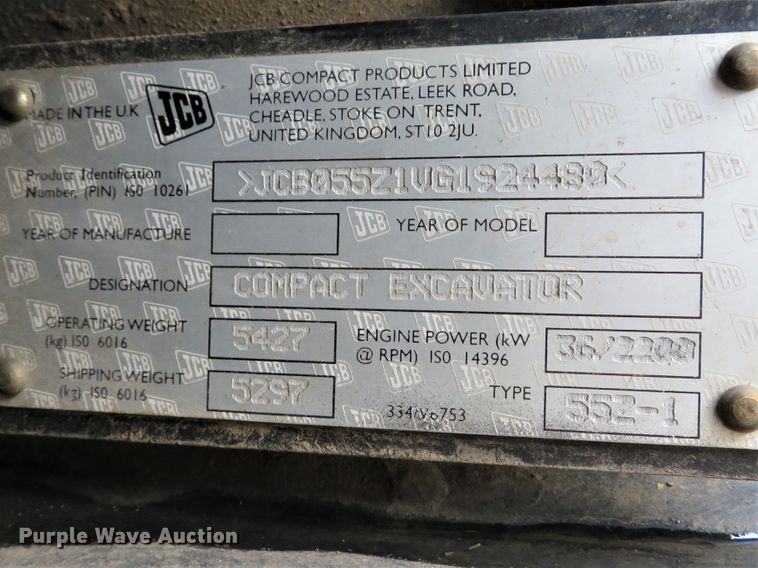 JCB COMPACT PRODUCTS LIMITED
HAREWOOD ESTATE, LEEK ROAD,
CHEADLE, STOKE ON TRENT,
UNITED KINGDOM, ST10 2JU.
MADE IN THE U.K
JCB
Product Identification
Number, (PIN) ISO 10261
>JCB055Z1VG1924480<
YEAR OF MANUFACTURE
YEAR OF MODEL
DESIGNATION
COMPACT EXCAVATOR
OPERATING WEIGHT
(kg) ISO 6016
5427
ENGINE POWER (kW
@ RPM) ISO 14396
36/2200
SHIPPING WEIGHT
(kg) ISO 6016
5297
TYPE
55Z-1
Purple Wave Auction